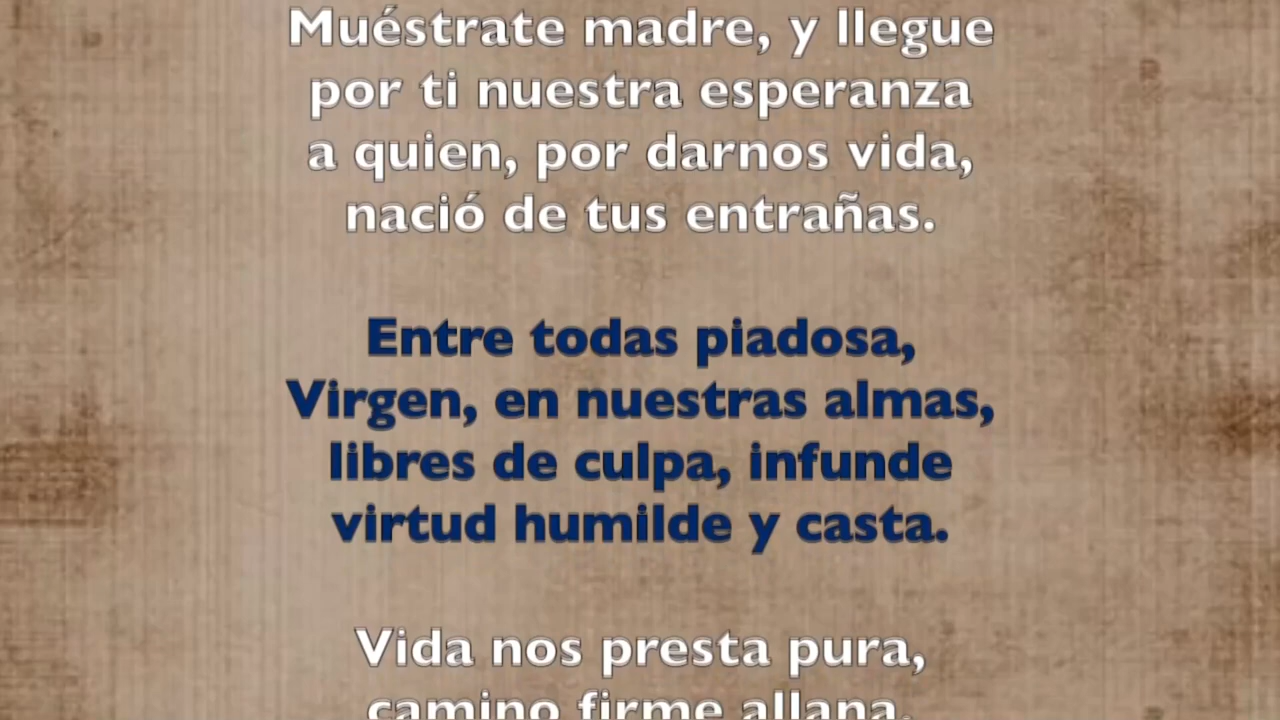 Muéstrate madre, y llegue
por ti nuestra esperanza
a quien, por darnos vida,
nació de tus entrañas.
Entre todas piadosa,
Virgen, en nuestras almas,
libres de culpa, infunde
virtud humilde y casta.
Vida nos presta pura,
camino firme allana,